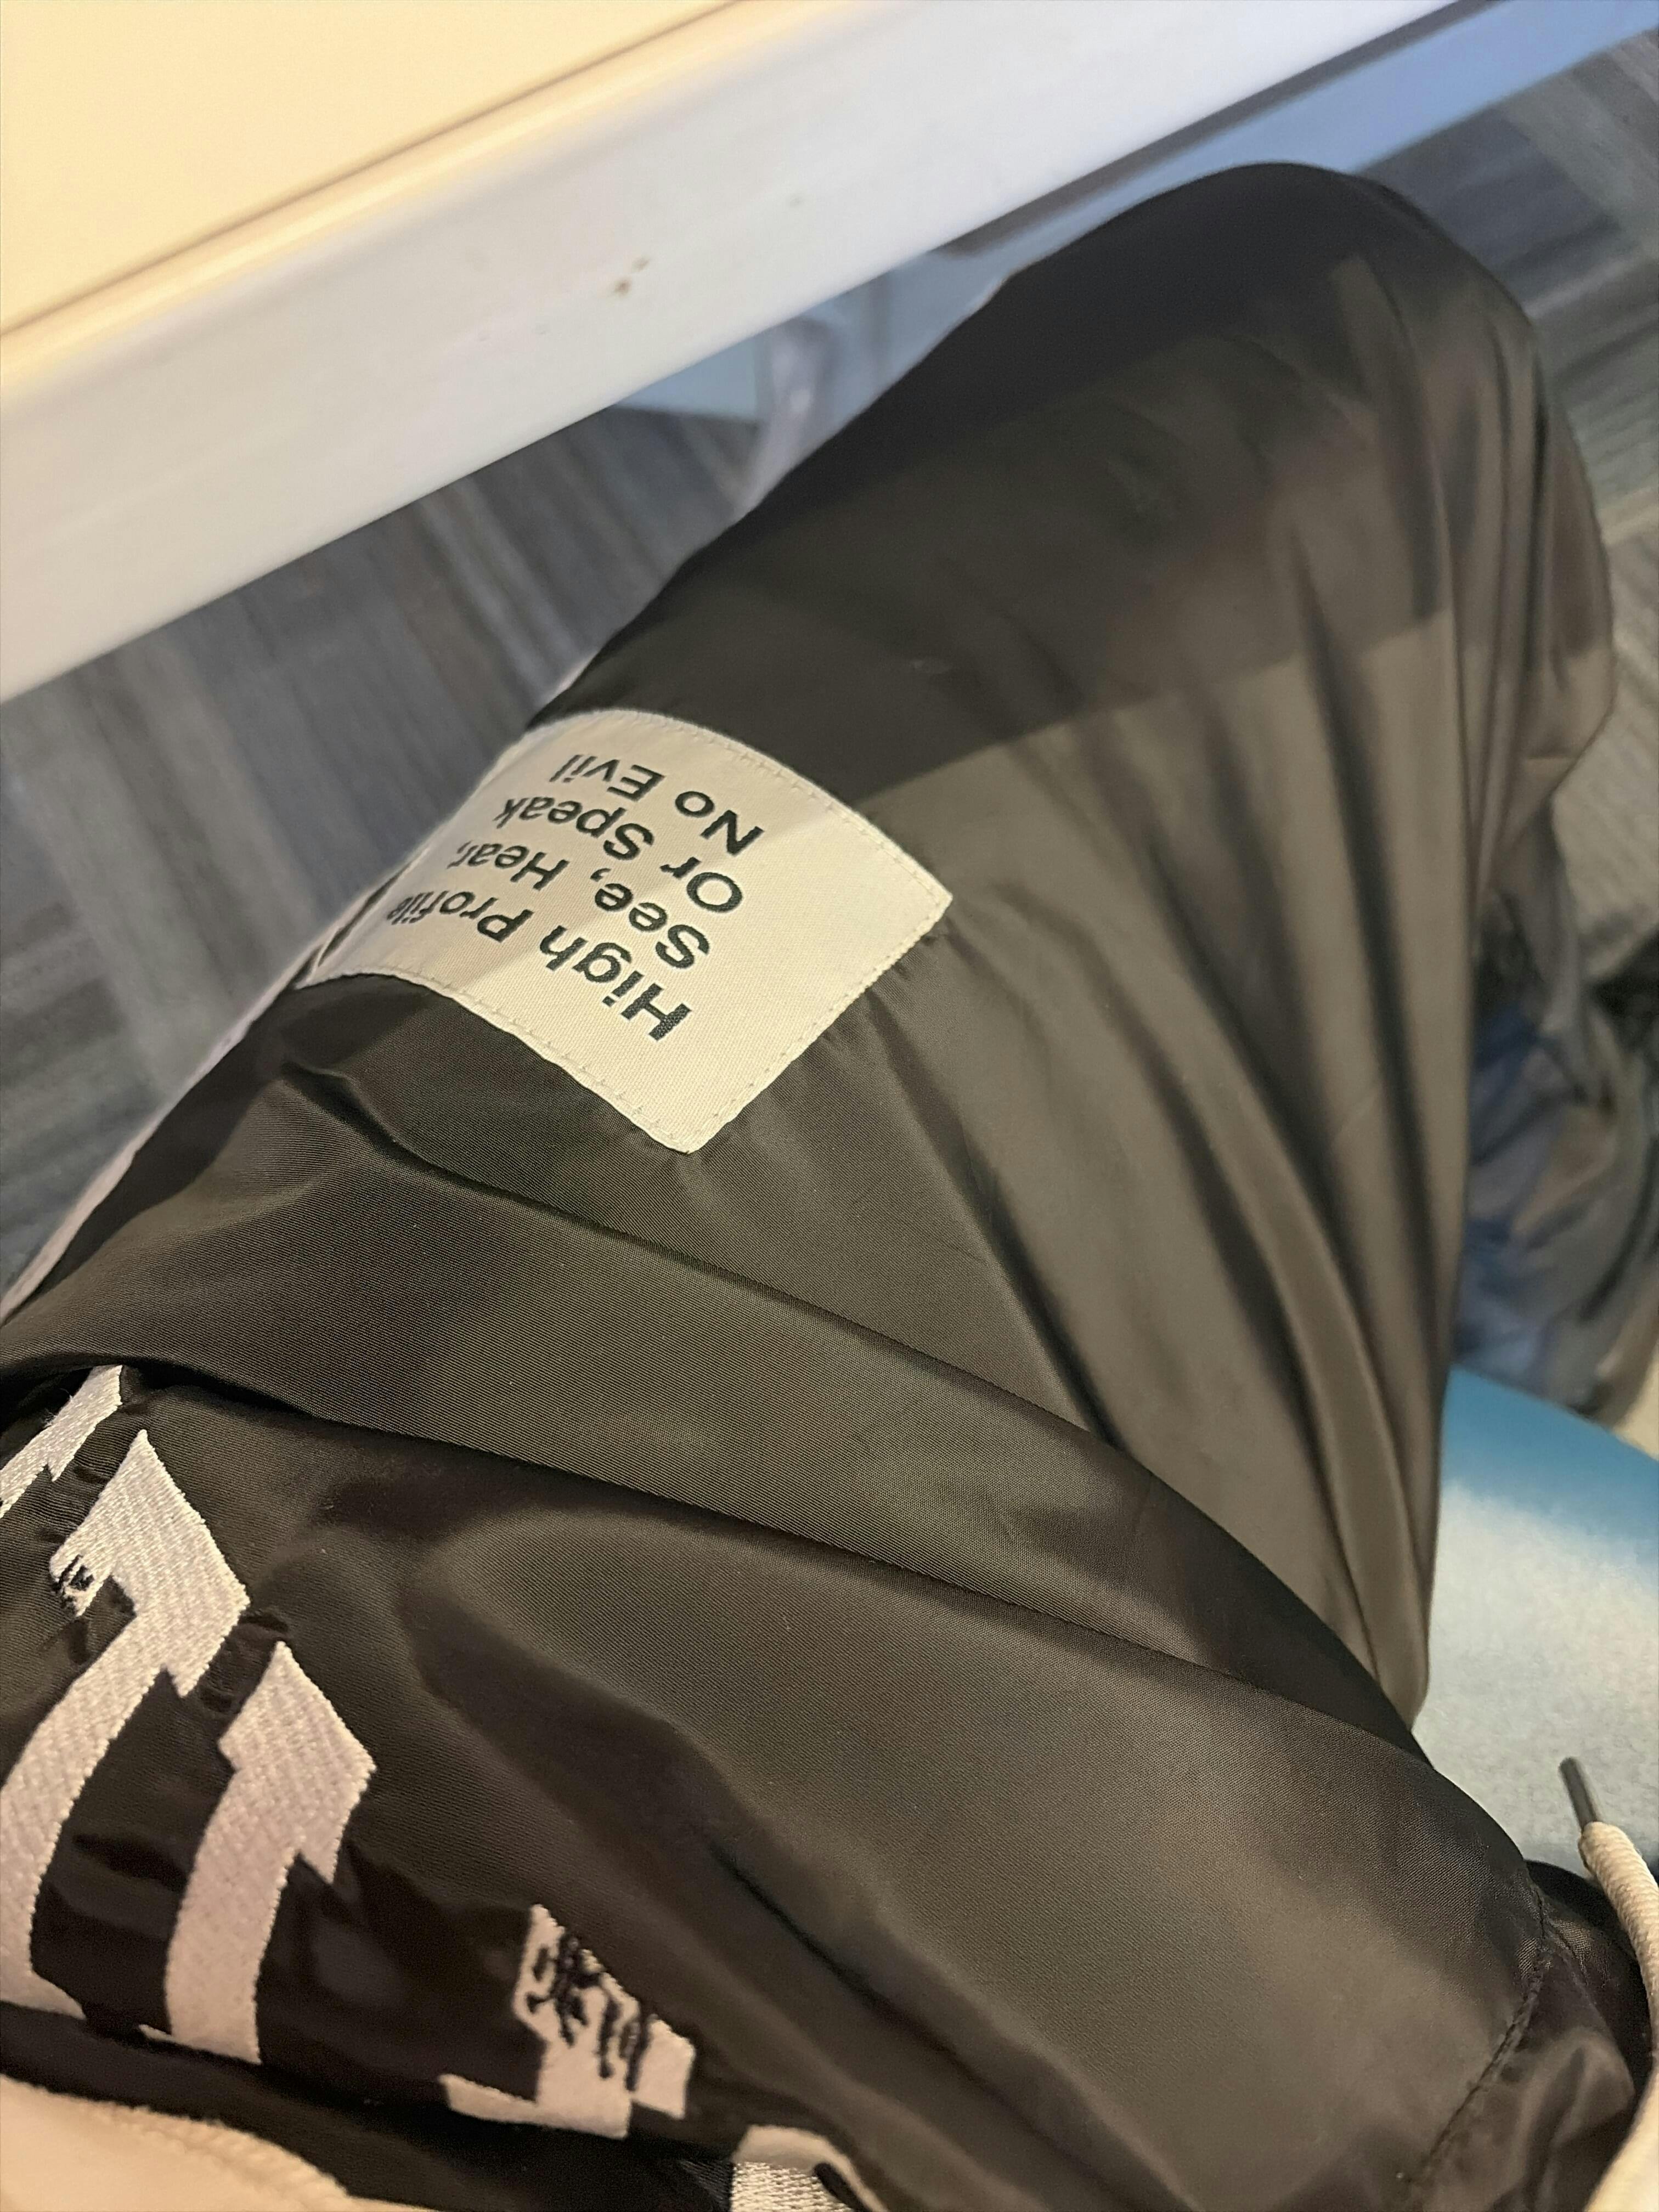 High Profile
See, Hear,
Or Speak
No Evil